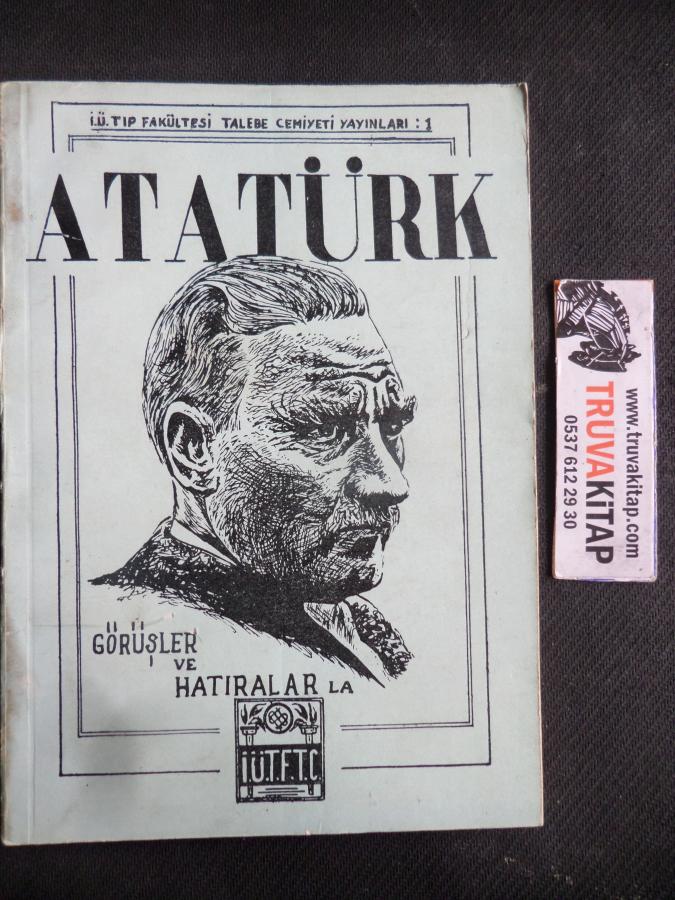 İ.Ü. TIP FAKÜLTESİ TALEBE CEMİYETİ YAYINLARI : 1
ATATÜRK
GÖRÜŞLER
VE
HATIRALAR LA
İ.Ü.T.F.T.C.
www.truvakitap.com
TRUVAKiTAP
0537 612 29 30